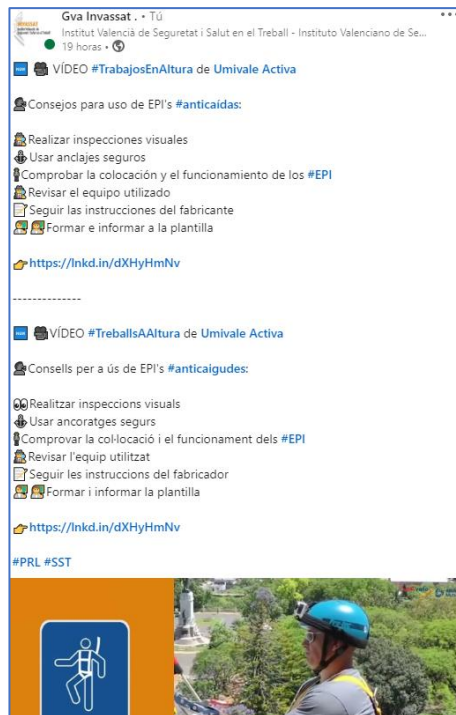 Gva Invassat . • Tú
Institut Valencià de Seguretat i Salut en el Treball - Instituto Valenciano de Se...
19 horas •
VÍDEO #TrabajosEnAltura de Umivale Activa
Consejos para uso de EPI's #anticaídas:
Realizar inspecciones visuales
Usar anclajes seguros
Comprobar la colocación y el funcionamiento de los #EPI
Revisar el equipo utilizado
Seguir las instrucciones del fabricante
Formar e informar a la plantilla
https://lnkd.in/dXHyHmNv
--------------
VÍDEO #TreballsAAltura de Umivale Activa
Consells per a ús de EPI's #anticaigudes:
Realitzar inspeccions visuals
Usar ancoratges segurs
Comprovar la col·locació i el funcionament dels #EPI
Revisar l'equip utilitzat
Seguir les instruccions del fabricador
Formar i informar la plantilla
https://lnkd.in/dXHyHmNv
#PRL #SST